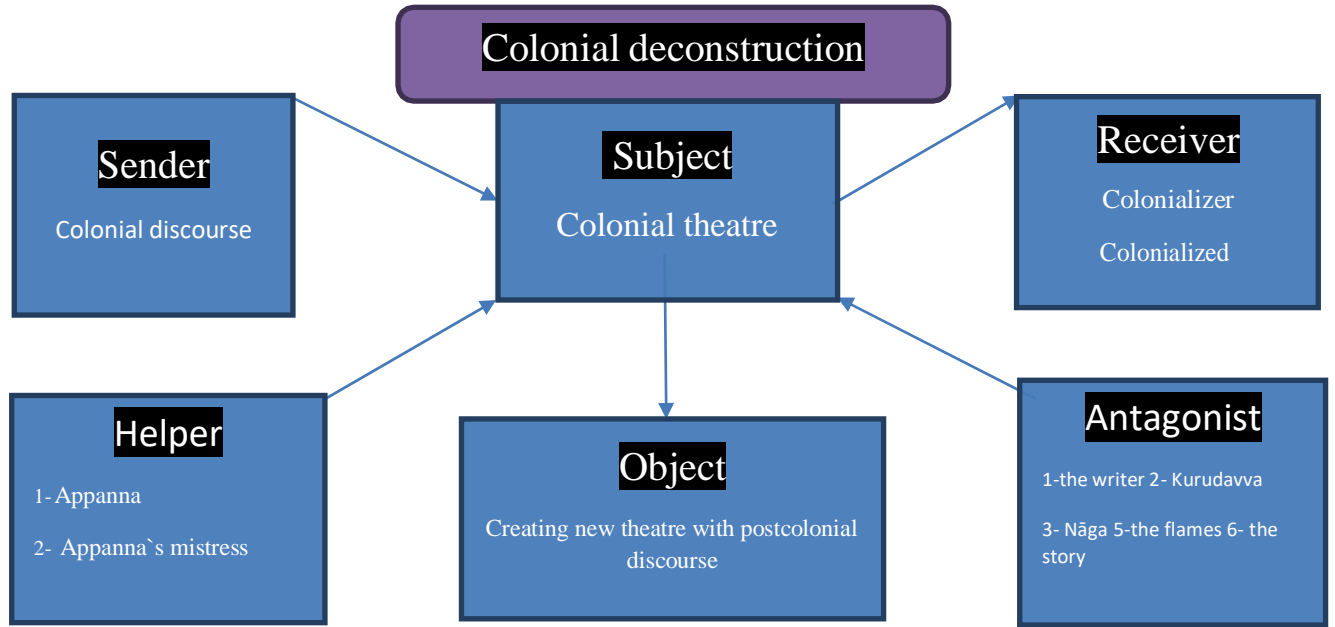 Colonial deconstruction
Sender
Colonial discourse
Subject
Colonial theatre
Receiver
Colonializer
Colonialized
Helper
1- Appanna
2- Appanna`s mistress
Object
Creating new theatre with postcolonial
discourse
Antagonist
1-the writer 2- Kurudavva
3- Nāga 5-the flames 6- the
story